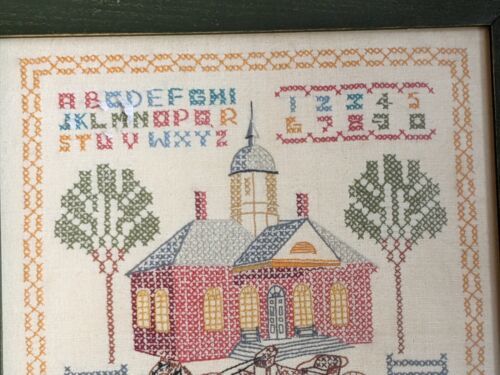 ABCDEFGHI
JKLMNOPQR
STUVWXYZ
12345
67890